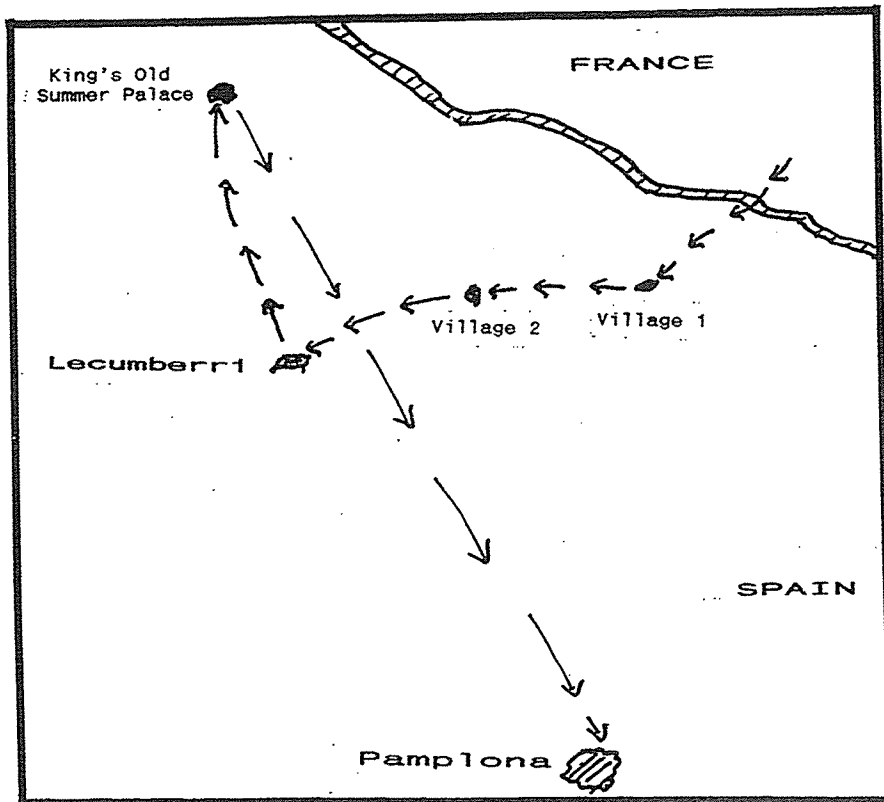 FRANCE
King's Old
Summer Palace
Village 2
Village 1
Lecumberri
SPAIN
Pamplona